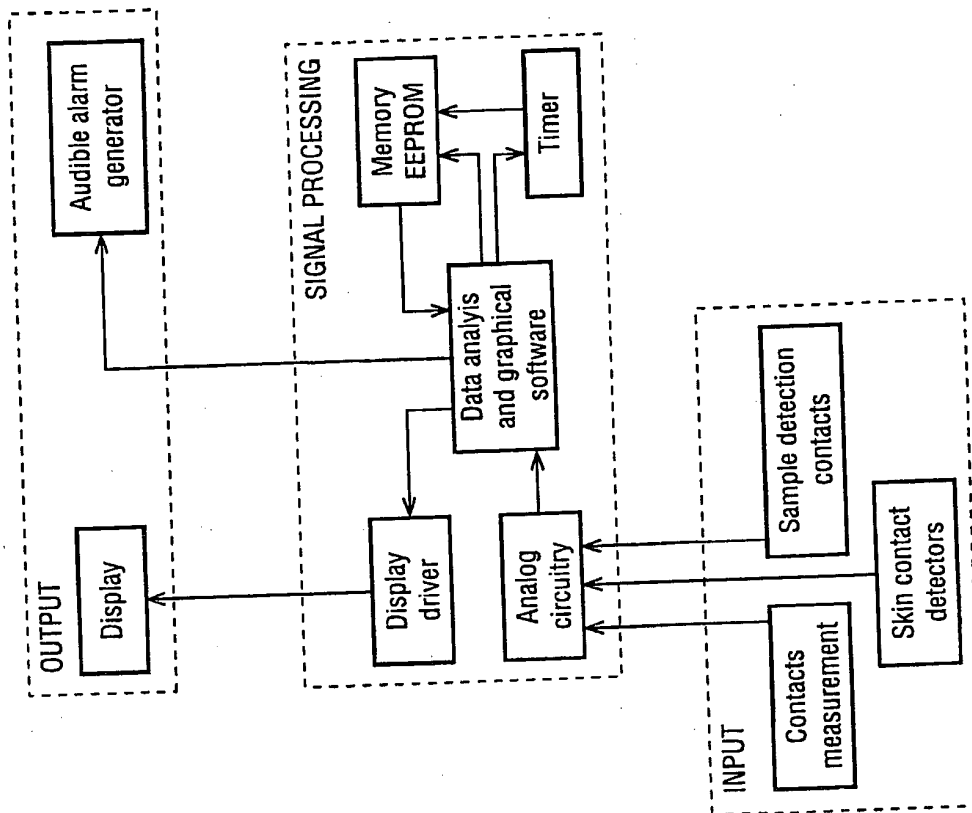 OUTPUT
Display
Audible alarm
generator
SIGNAL PROCESSING
Display
driver
Memory
EEPROM
Analog
circuitry
Data analyis
and graphical
software
Timer
INPUT
Contacts
measurement
Sample detection
contacts
Skin contact
detectors